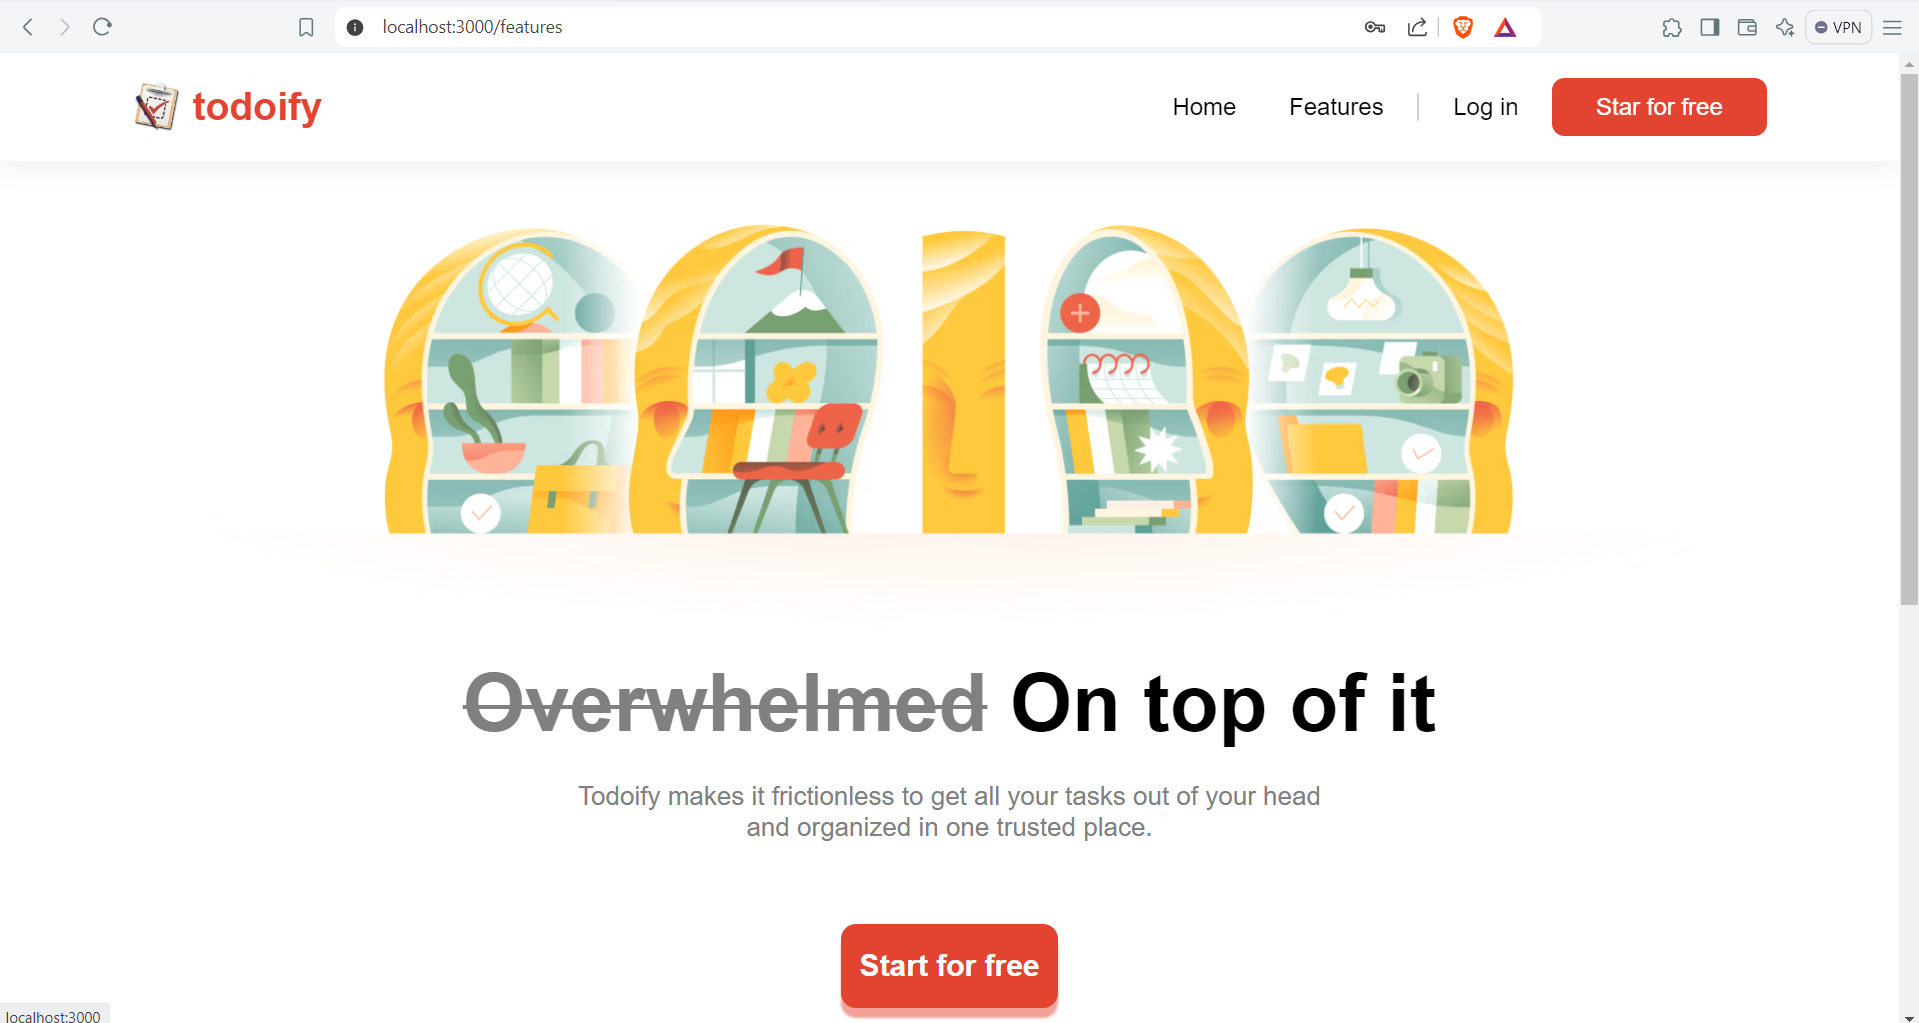 localhost:3000/features
VPN
todoify
Home
Features
Log in
Star for free
Overwhelmed On top of it
Todoify makes it frictionless to get all your tasks out of your head
and organized in one trusted place.
Start for free
localhost:3000